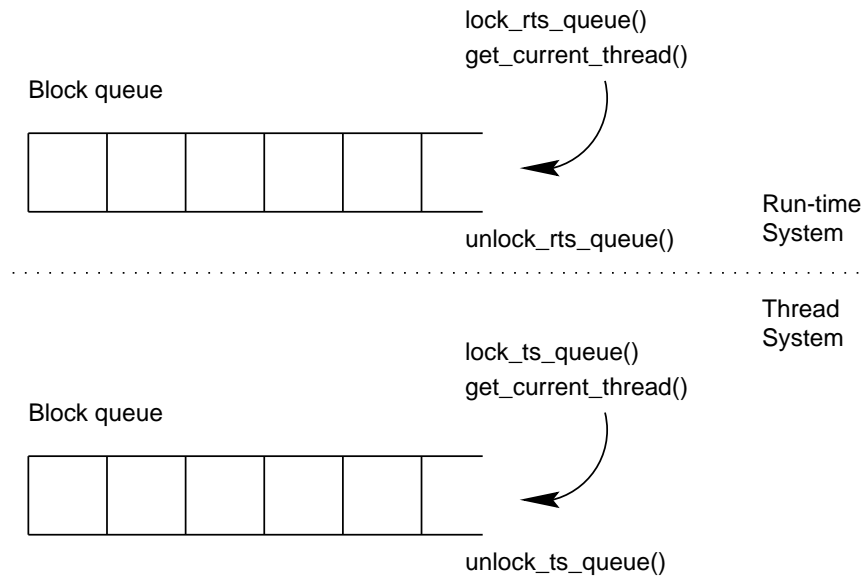 lock_rts_queue()
get_current_thread()
Block queue
Run-time
System
unlock_rts_queue()
Thread
System
lock_ts_queue()
get_current_thread()
Block queue
unlock_ts_queue()